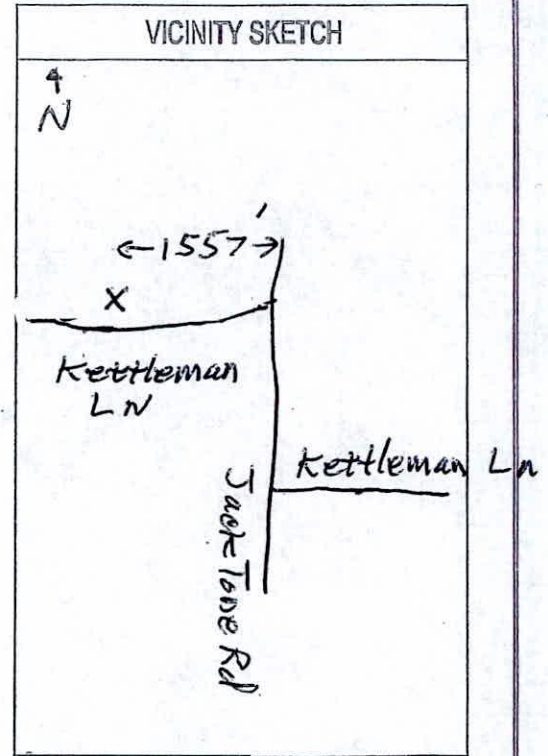 VICINITY SKETCH
N
←1557'→
X
Kettleman
LN
Kettleman Ln
Jack Tone Rd